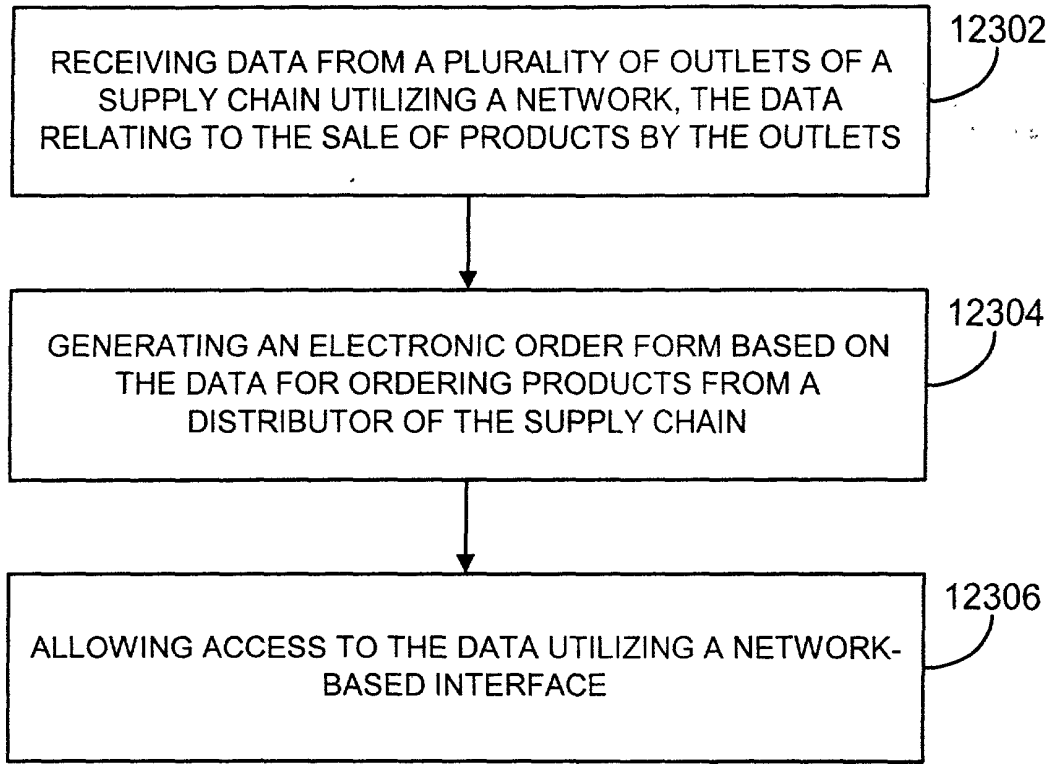 12302
RECEIVING DATA FROM A PLURALITY OF OUTLETS OF A
SUPPLY CHAIN UTILIZING A NETWORK, THE DATA
RELATING TO THE SALE OF PRODUCTS BY THE OUTLETS
12304
GENERATING AN ELECTRONIC ORDER FORM BASED ON
THE DATA FOR ORDERING PRODUCTS FROM A
DISTRIBUTOR OF THE SUPPLY CHAIN
12306
ALLOWING ACCESS TO THE DATA UTILIZING A NETWORK-
BASED INTERFACE